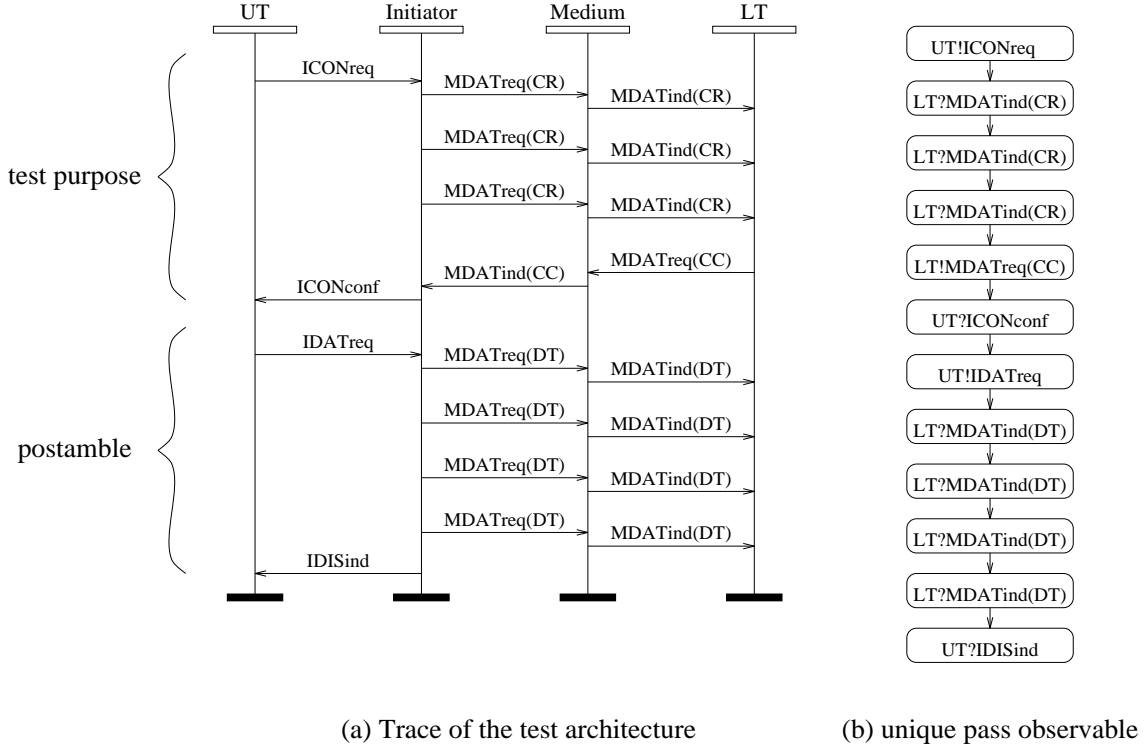 UT Initiator Medium LT
ICONreq
MDATreq(CR)
MDATind(CR)
MDATreq(CR)
MDATind(CR)
MDATreq(CR)
MDATind(CR)
MDATreq(CC)
MDATind(CC)
ICONconf
test purpose
IDATreq
MDATreq(DT)
MDATind(DT)
MDATreq(DT)
MDATind(DT)
MDATreq(DT)
MDATind(DT)
MDATreq(DT)
MDATind(DT)
IDISind
postamble
(a) Trace of the test architecture
UT!ICONreq
LT?MDATind(CR)
LT?MDATind(CR)
LT?MDATind(CR)
LT!MDATreq(CC)
UT?ICONconf
UT!IDATreq
LT?MDATind(DT)
LT?MDATind(DT)
LT?MDATind(DT)
LT?MDATind(DT)
UT?IDISind
(b) unique pass observable